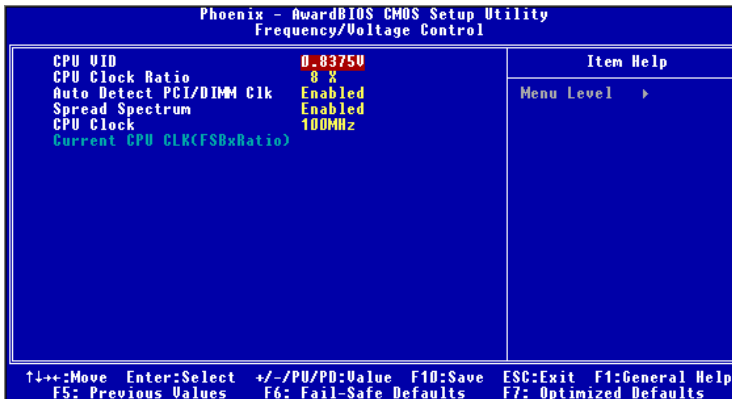 Phoenix - AwardBIOS CMOS Setup Utility
Frequency/Voltage Control
CPU VID 0.8375V
CPU Clock Ratio 8 X
Auto Detect PCI/DIMM Clk Enabled
Spread Spectrum Enabled
CPU Clock 100MHz
Current CPU CLK(FSBxRatio)
Item Help
Menu Level ▸
↑↓→←:Move Enter:Select +/-/PU/PD:Value F10:Save ESC:Exit F1:General Help
F5: Previous Values F6: Fail-Safe Defaults F7: Optimized Defaults